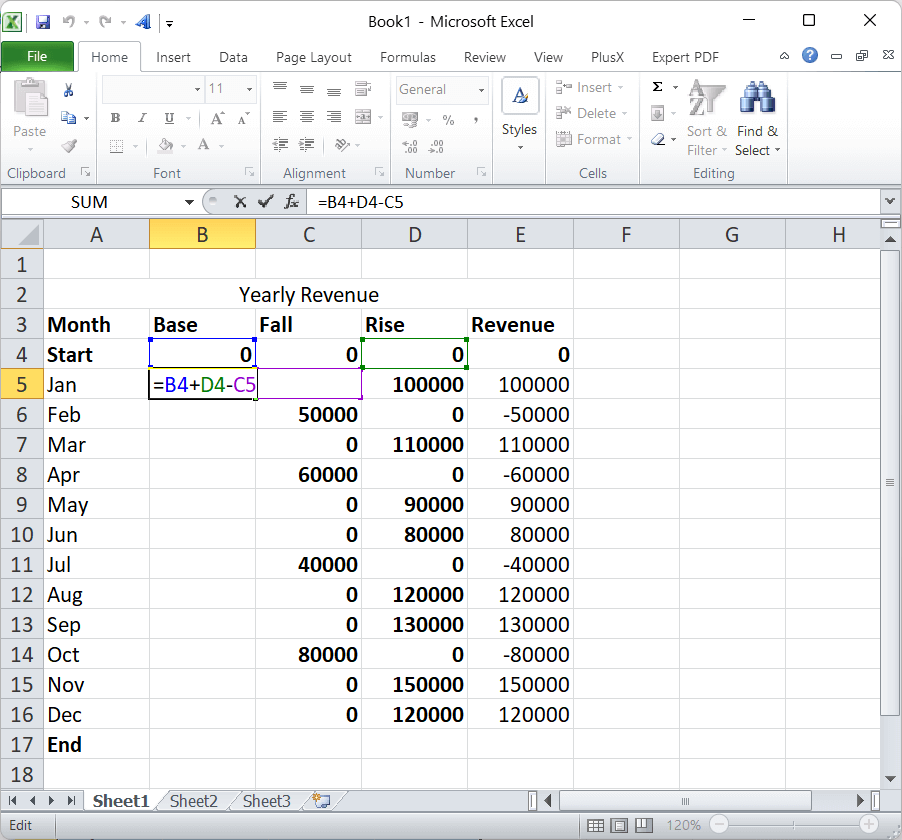 Book1 - Microsoft Excel
File Home Insert Data Page Layout Formulas Review View PlusX Expert PDF
Paste
B I U A A
A
11
General
% ,
Styles
Insert
Delete
Format
Σ
Sort & Filter
Find & Select
Clipboard Font Alignment Number Cells Editing
SUM fx =B4+D4-C5
A B C D E F G H
1
2 Yearly Revenue
3 Month Base Fall Rise Revenue
4 Start 0 0 0 0
5 Jan =B4+D4-C5 100000 100000
6 Feb 50000 0 -50000
7 Mar 0 110000 110000
8 Apr 60000 0 -60000
9 May 0 90000 90000
10 Jun 0 80000 80000
11 Jul 40000 0 -40000
12 Aug 0 120000 120000
13 Sep 0 130000 130000
14 Oct 80000 0 -80000
15 Nov 0 150000 150000
16 Dec 0 120000 120000
17 End
18
Sheet1 Sheet2 Sheet3
Edit 120%